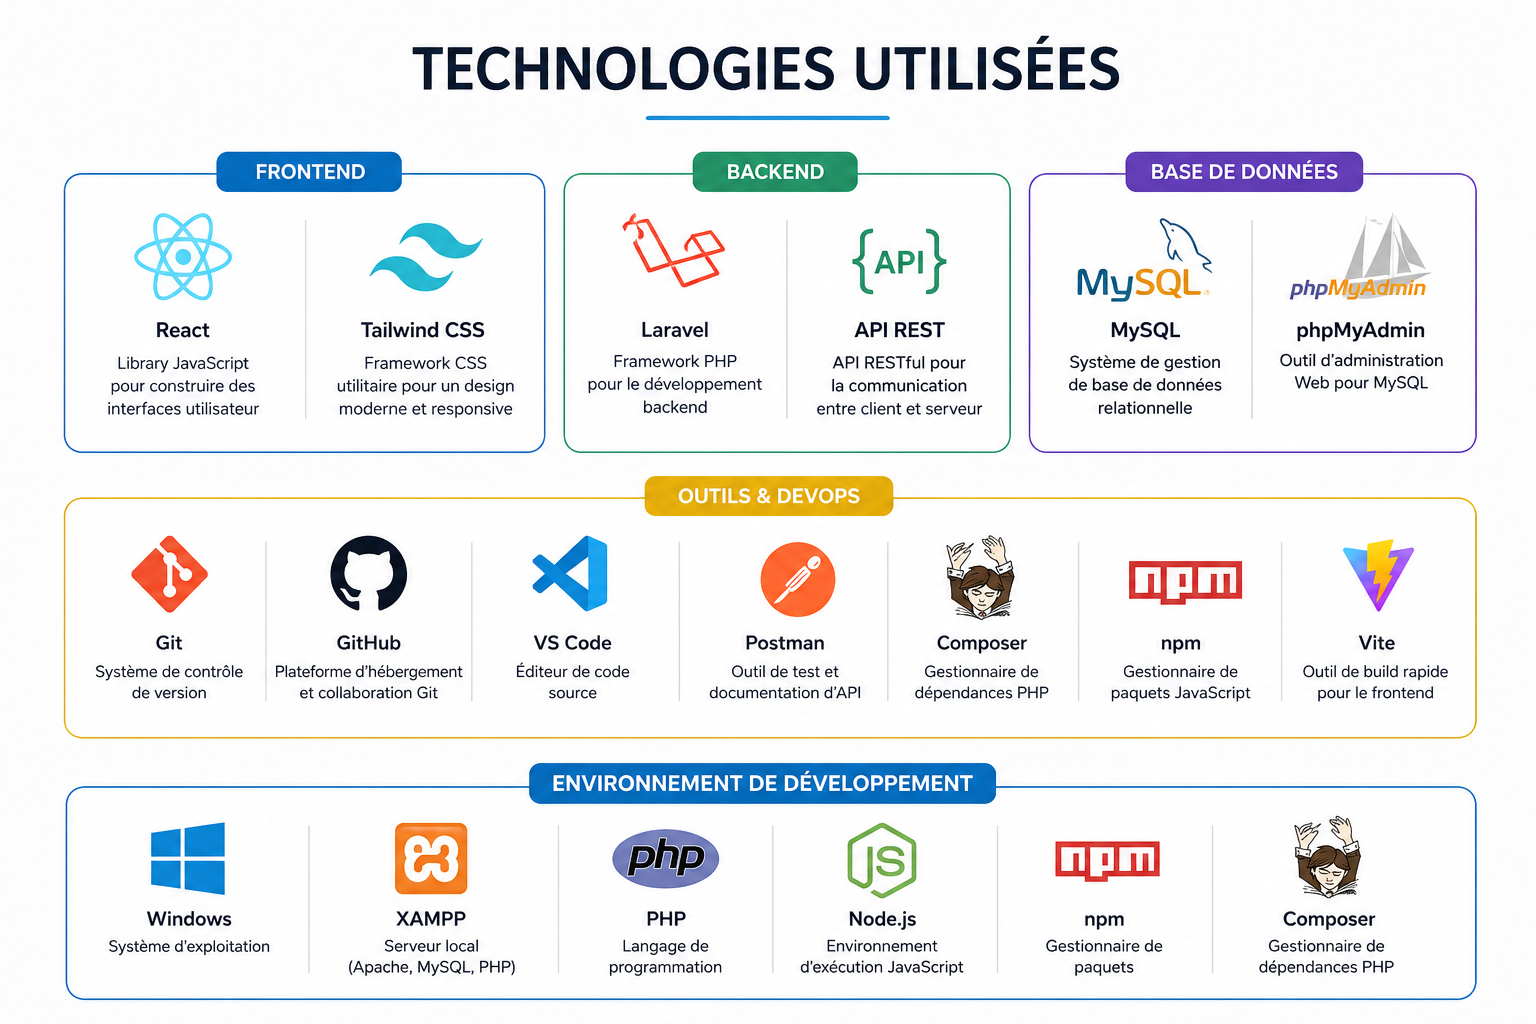 TECHNOLOGIES UTILISÉES
FRONTEND
React
Library JavaScript
pour construire des
interfaces utilisateur
Tailwind CSS
Framework CSS
utilitaire pour un design
moderne et responsive
BACKEND
Laravel
Framework PHP
pour le développement
backend
{API}
API REST
API RESTful pour
la communication
entre client et serveur
BASE DE DONNÉES
MySQL
MySQL
Système de gestion
de base de données
relationnelle
phpMyAdmin
phpMyAdmin
Outil d'administration
Web pour MySQL
OUTILS & DEVOPS
Git
Système de contrôle
de version
GitHub
Plateforme d'hébergement
et collaboration Git
VS Code
Éditeur de code
source
Postman
Outil de test et
documentation d'API
Composer
Gestionnaire de
dépendances PHP
npm
npm
Gestionnaire de
paquets JavaScript
Vite
Outil de build rapide
pour le frontend
ENVIRONNEMENT DE DÉVELOPPEMENT
Windows
Système d'exploitation
XAMPP
Serveur local
(Apache, MySQL, PHP)
php
PHP
Langage de
programmation
JS
Node.js
Environnement
d'exécution JavaScript
npm
npm
Gestionnaire de
paquets
Composer
Gestionnaire de
dépendances PHP